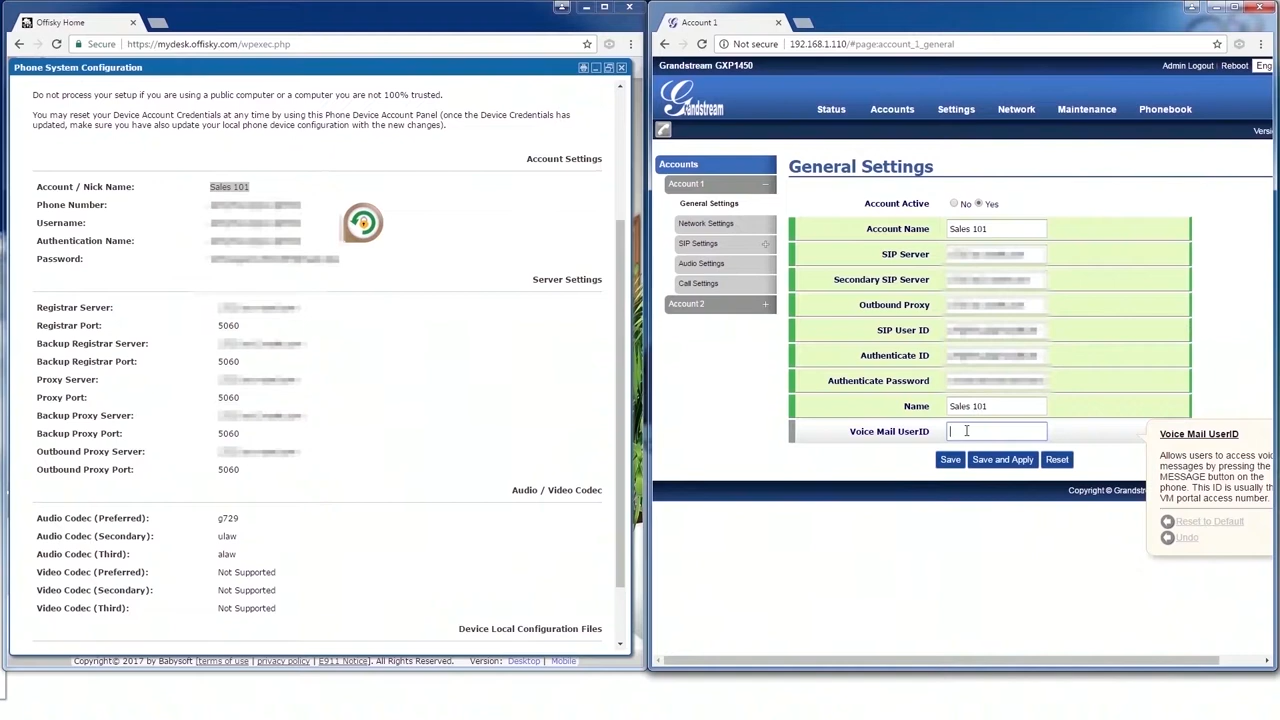 Offisky Home
Secure
https://mydesk.offisky.com/wpexec.php
Phone System Configuration
Do not process your setup if you are using a public computer or a computer you are not 100% trusted.
You may reset your Device Account Credentials at any time by using this Phone Device Account Panel (once the Device Credentials has
updated, make sure you have also update your local phone device configuration with the new changes).
Account Settings
Account / Nick Name: Sales 101
Phone Number:
Username:
Authentication Name:
Password:
Server Settings
Registrar Server:
Registrar Port: 5060
Backup Registrar Server:
Backup Registrar Port: 5060
Proxy Server:
Proxy Port: 5060
Backup Proxy Server:
Backup Proxy Port: 5060
Outbound Proxy Server:
Outbound Proxy Port: 5060
Audio / Video Codec
Audio Codec (Preferred): g729
Audio Codec (Secondary): ulaw
Audio Codec (Third): alaw
Video Codec (Preferred): Not Supported
Video Codec (Secondary): Not Supported
Video Codec (Third): Not Supported
Device Local Configuration Files
Copyright© 2017 by Babysoft [terms of use | privacy policy | E911 Notice]. All Rights Reserved. Version: Desktop | Mobile
Account 1
Not secure
192.168.1.110/#page:account_1_general
Grandstream GXP1450
Admin Logout | Reboot Eng
Grandstream
Status Accounts Settings Network Maintenance Phonebook
Versi
Accounts
Account 1
General Settings
Network Settings
SIP Settings
Audio Settings
Call Settings
Account 2
General Settings
Account Active No Yes
Account Name Sales 101
SIP Server
Secondary SIP Server
Outbound Proxy
SIP User ID
Authenticate ID
Authenticate Password
Name Sales 101
Voice Mail UserID
Save Save and Apply Reset
Copyright © Grandstre
Voice Mail UserID
Allows users to access voic
messages by pressing the
MESSAGE button on the
phone. This ID is usually th
VM portal access number.
Reset to Default
Undo